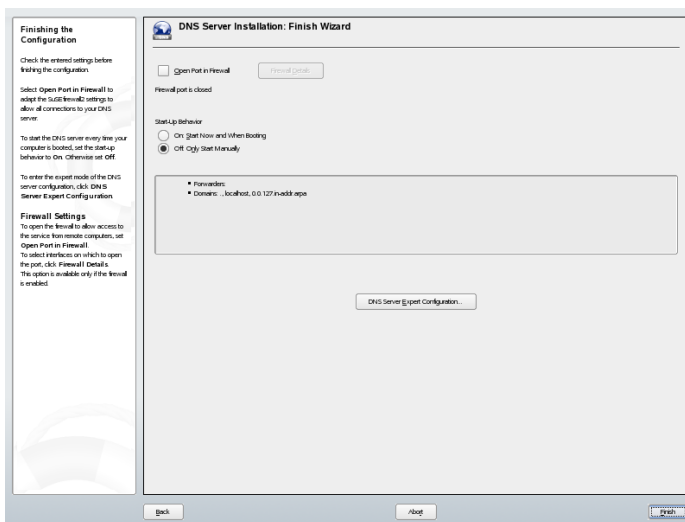 Finishing the
Configuration
Check the entered settings before
finishing the configuration.
Select Open Port in Firewall to
adapt the SuSEfirewall2 settings to
allow all connections to your DNS
server.
To start the DNS server every time your
computer is booted, set the start-up
behavior to On. Otherwise set Off.
To enter the expert mode of the DNS
server configuration, click DNS
Server Expert Configuration.
Firewall Settings
To open the firewall to allow access to
the service from remote computers, set
Open Port in Firewall.
To select interfaces on which to open
the port, click Firewall Details.
This option is available only if the firewall
is enabled.
DNS Server Installation: Finish Wizard
Open Port in Firewall
Firewall Details
Firewall port is closed
Start-Up Behavior
On: Start Now and When Booting
Off: Only Start Manually
Forwarders:
Domains: ., localhost, 0.0.127.in-addr.arpa
DNS Server Expert Configuration...
Back
Abort
Finish